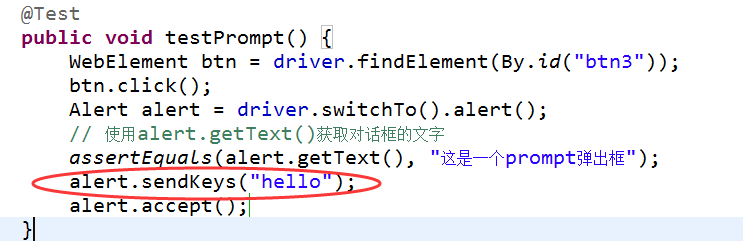 @Test
public void testPrompt() {
WebElement btn = driver.findElement(By.id("btn3"));
btn.click();
Alert alert = driver.switchTo().alert();
// 使用alert.getText()获取对话框的文字
assertEquals(alert.getText(), "这是一个prompt弹出框");
alert.sendKeys("hello");
alert.accept();
}